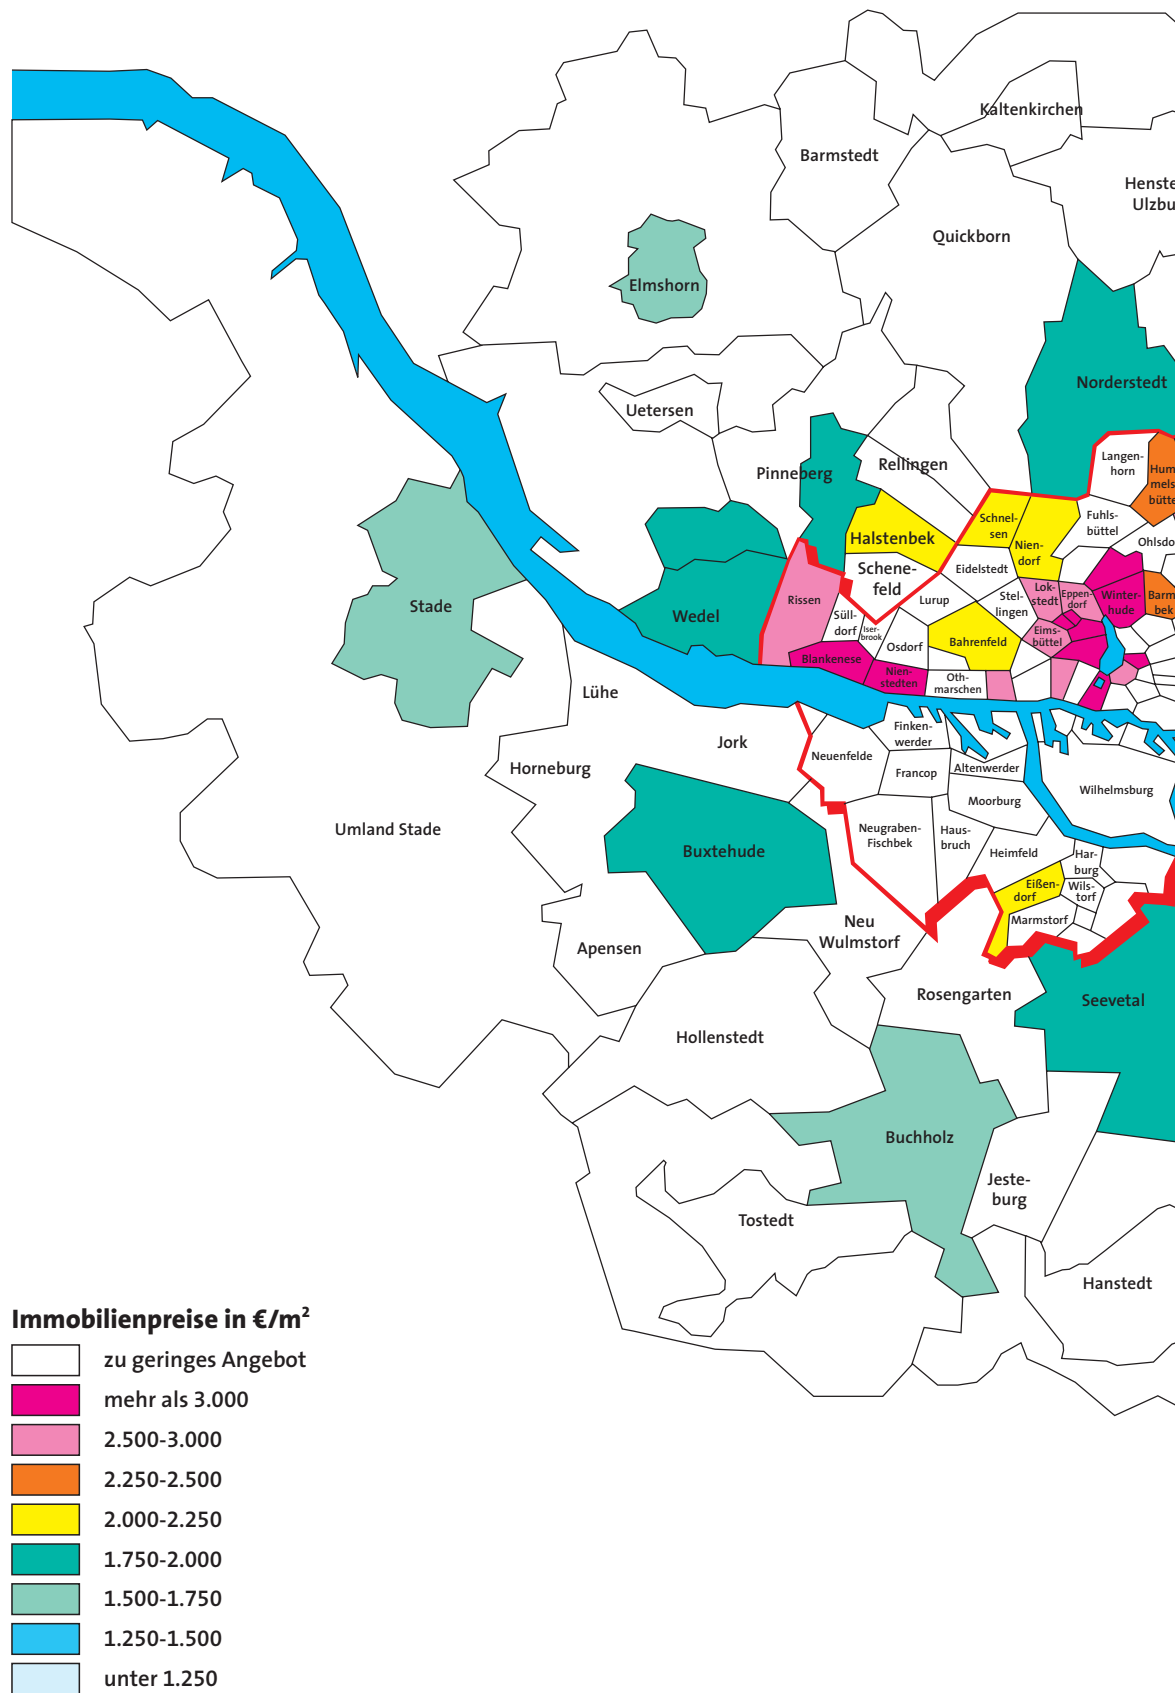 Kaltenkirchen
Barmstedt
Henste
Ulzbu
Quickborn
Elmshorn
Norderstedt
Uetersen
Langen-
horn
Pinneberg
Rellingen
Hum
mels
bütte
Schnel-
sen
Fuhls-
büttel
Halstenbek
Nien-
dorf
Ohlsdo
Schene-
feld
Eidelstedt
Stade
Wedel
Rissen
Lurup
Stel-
lingen
Lok-
stedt
Eppen-
dorf
Winter-
hude
Barm
bek
Süll-
dorf
Iser-
brook
Osdorf
Bahrenfeld
Eims-
büttel
Blankenese
Nien-
stedten
Oth-
marschen
Lühe
Finken-
werder
Jork
Neuenfelde
Horneburg
Francop
Altenwerder
Wilhelmsburg
Moorburg
Umland Stade
Neugraben-
Fischbek
Haus-
bruch
Buxtehude
Heimfeld
Har-
burg
Eißen-
dorf
Wils-
torf
Neu
Wulmstorf
Marmstorf
Apensen
Rosengarten
Seevetal
Hollenstedt
Buchholz
Jeste-
burg
Tostedt
Hanstedt
Immobilienpreise in €/m²
zu geringes Angebot
mehr als 3.000
2.500-3.000
2.250-2.500
2.000-2.250
1.750-2.000
1.500-1.750
1.250-1.500
unter 1.250